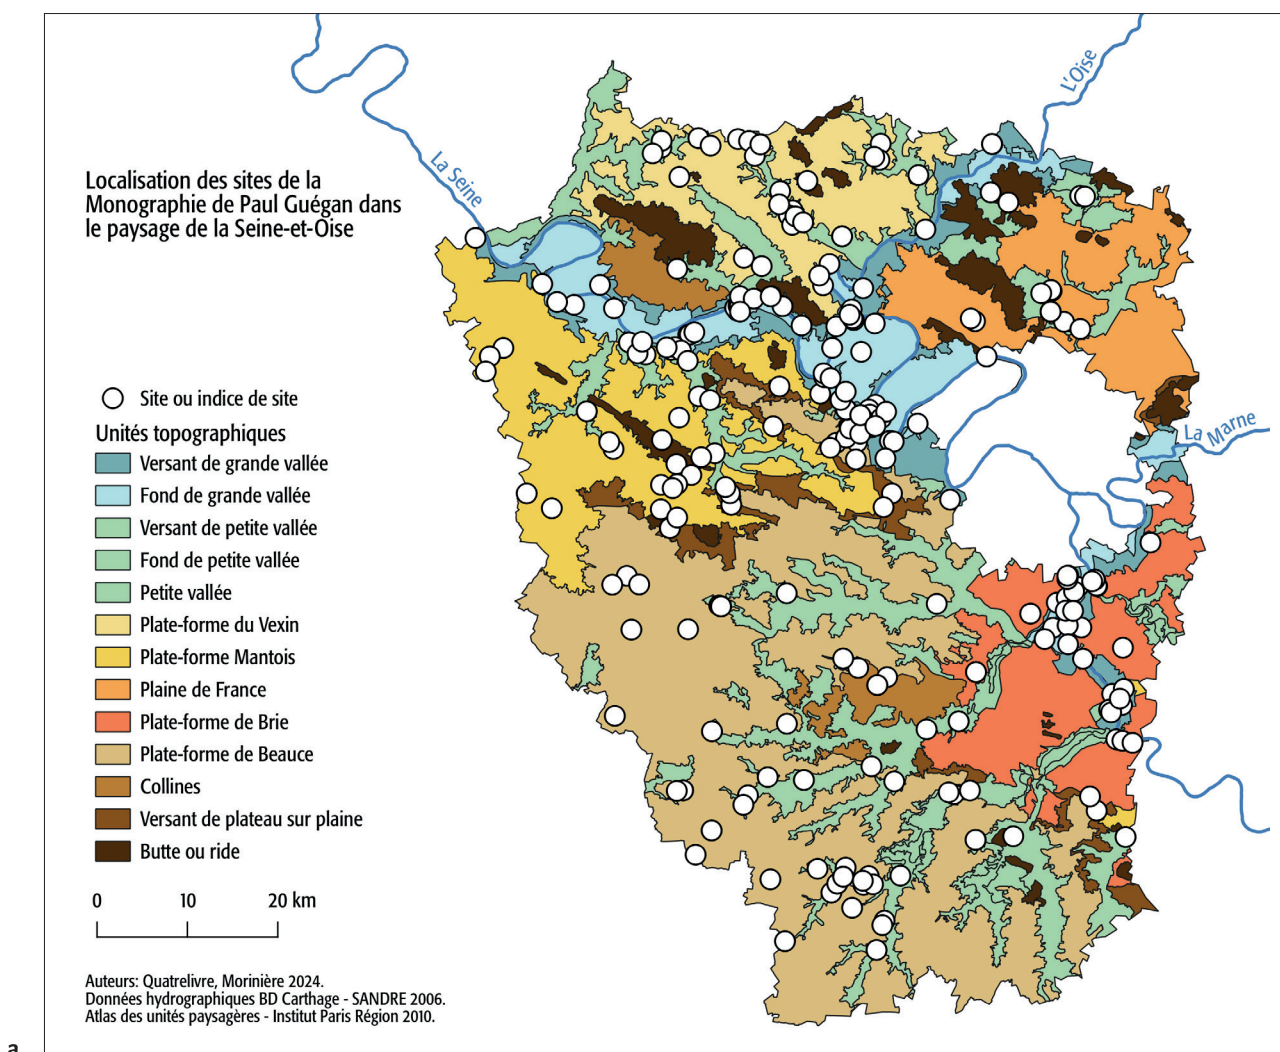 L'Oise
La Seine
Localisation des sites de la
Monographie de Paul Guégan dans
le paysage de la Seine-et-Oise
La Marne
Site ou indice de site
Unités topographiques
Versant de grande vallée
Fond de grande vallée
Versant de petite vallée
Fond de petite vallée
Petite vallée
Plate-forme du Vexin
Plate-forme Mantois
Plaine de France
Plate-forme de Brie
Plate-forme de Beauce
Collines
Versant de plateau sur plaine
Butte ou ride
0 10 20 km
Auteurs: Quatrelivre, Morinière 2024.
Données hydrographiques BD Carthage - SANDRE 2006.
Atlas des unités paysagères - Institut Paris Région 2010.
a